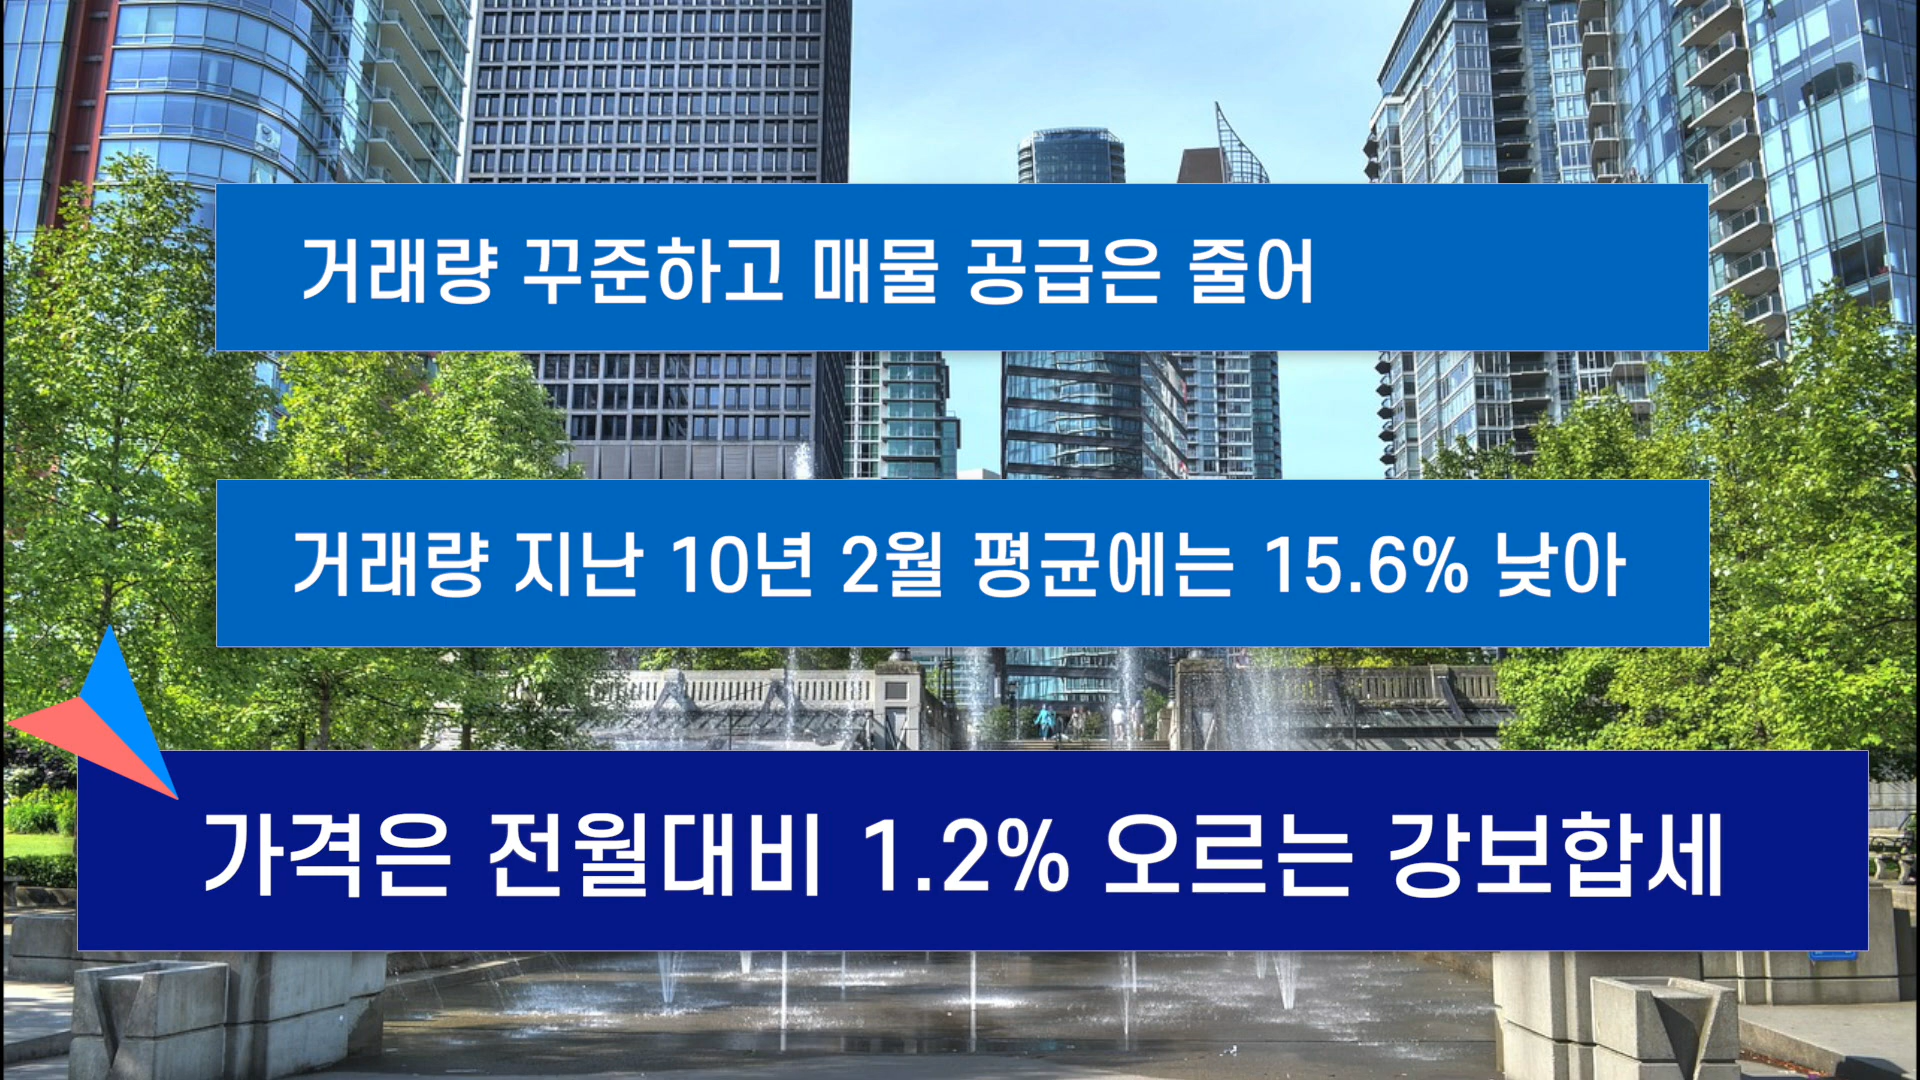 거래량 꾸준하고 매물 공급은 줄어
거래량 지난 10년 2월 평균에는 15.6% 낮아
가격은 전월대비 1.2% 오르는 강보합세